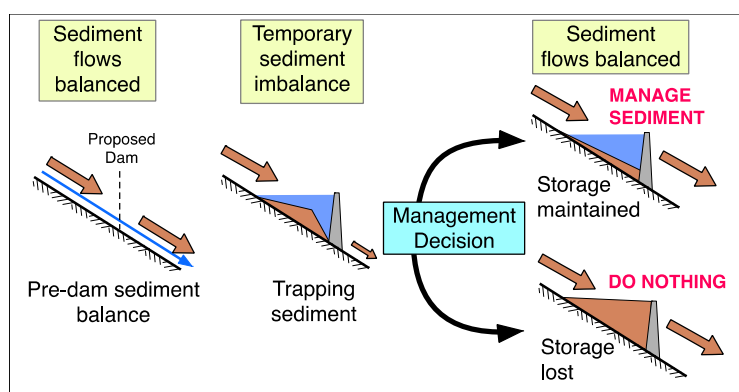 Sediment
flows
balanced
Temporary
sediment
imbalance
Sediment
flows balanced
Proposed
Dam
Pre-dam sediment
balance
Trapping
sediment
Management
Decision
MANAGE
SEDIMENT
Storage
maintained
DO NOTHING
Storage
lost